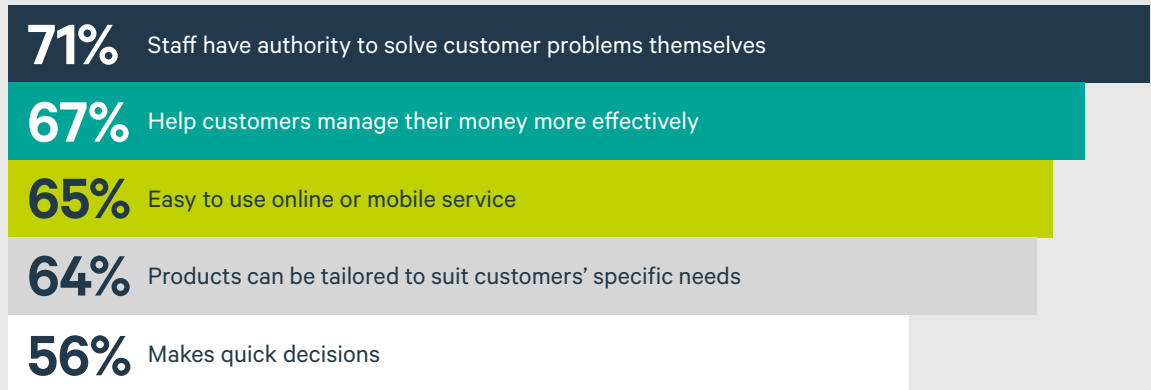 71% Staff have authority to solve customer problems themselves
67% Help customers manage their money more effectively
65% Easy to use online or mobile service
64% Products can be tailored to suit customers’ specific needs
56% Makes quick decisions